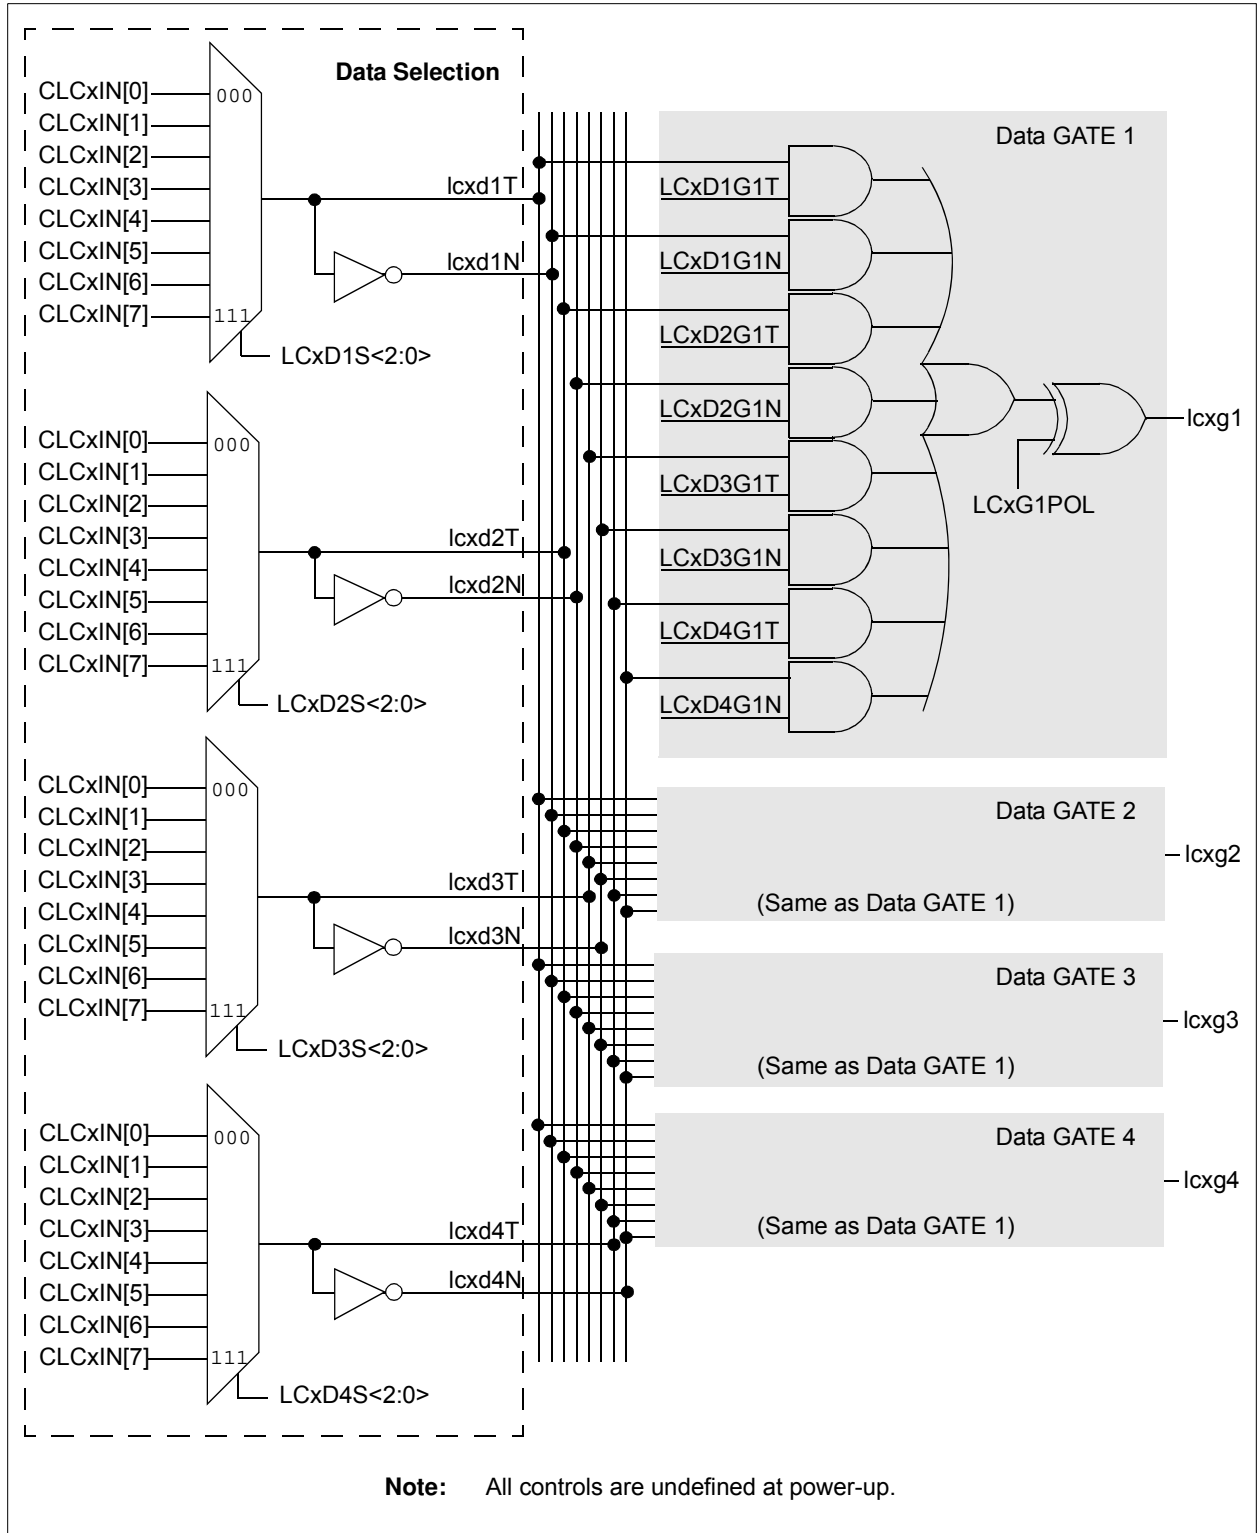 Data Selection
CLCxIN[0]
CLCxIN[1]
CLCxIN[2]
CLCxIN[3]
CLCxIN[4]
CLCxIN[5]
CLCxIN[6]
CLCxIN[7]
000
111
LCxD1S<2:0>
lcxd1T
lcxd1N
CLCxIN[0]
CLCxIN[1]
CLCxIN[2]
CLCxIN[3]
CLCxIN[4]
CLCxIN[5]
CLCxIN[6]
CLCxIN[7]
000
111
LCxD2S<2:0>
lcxd2T
lcxd2N
CLCxIN[0]
CLCxIN[1]
CLCxIN[2]
CLCxIN[3]
CLCxIN[4]
CLCxIN[5]
CLCxIN[6]
CLCxIN[7]
000
111
LCxD3S<2:0>
lcxd3T
lcxd3N
CLCxIN[0]
CLCxIN[1]
CLCxIN[2]
CLCxIN[3]
CLCxIN[4]
CLCxIN[5]
CLCxIN[6]
CLCxIN[7]
000
111
LCxD4S<2:0>
lcxd4T
lcxd4N
Data GATE 1
LCxD1G1T
LCxD1G1N
LCxD2G1T
LCxD2G1N
LCxD3G1T
LCxD3G1N
LCxD4G1T
LCxD4G1N
LCxG1POL
lcxg1
Data GATE 2
(Same as Data GATE 1)
lcxg2
Data GATE 3
(Same as Data GATE 1)
lcxg3
Data GATE 4
(Same as Data GATE 1)
lcxg4
Note: All controls are undefined at power-up.